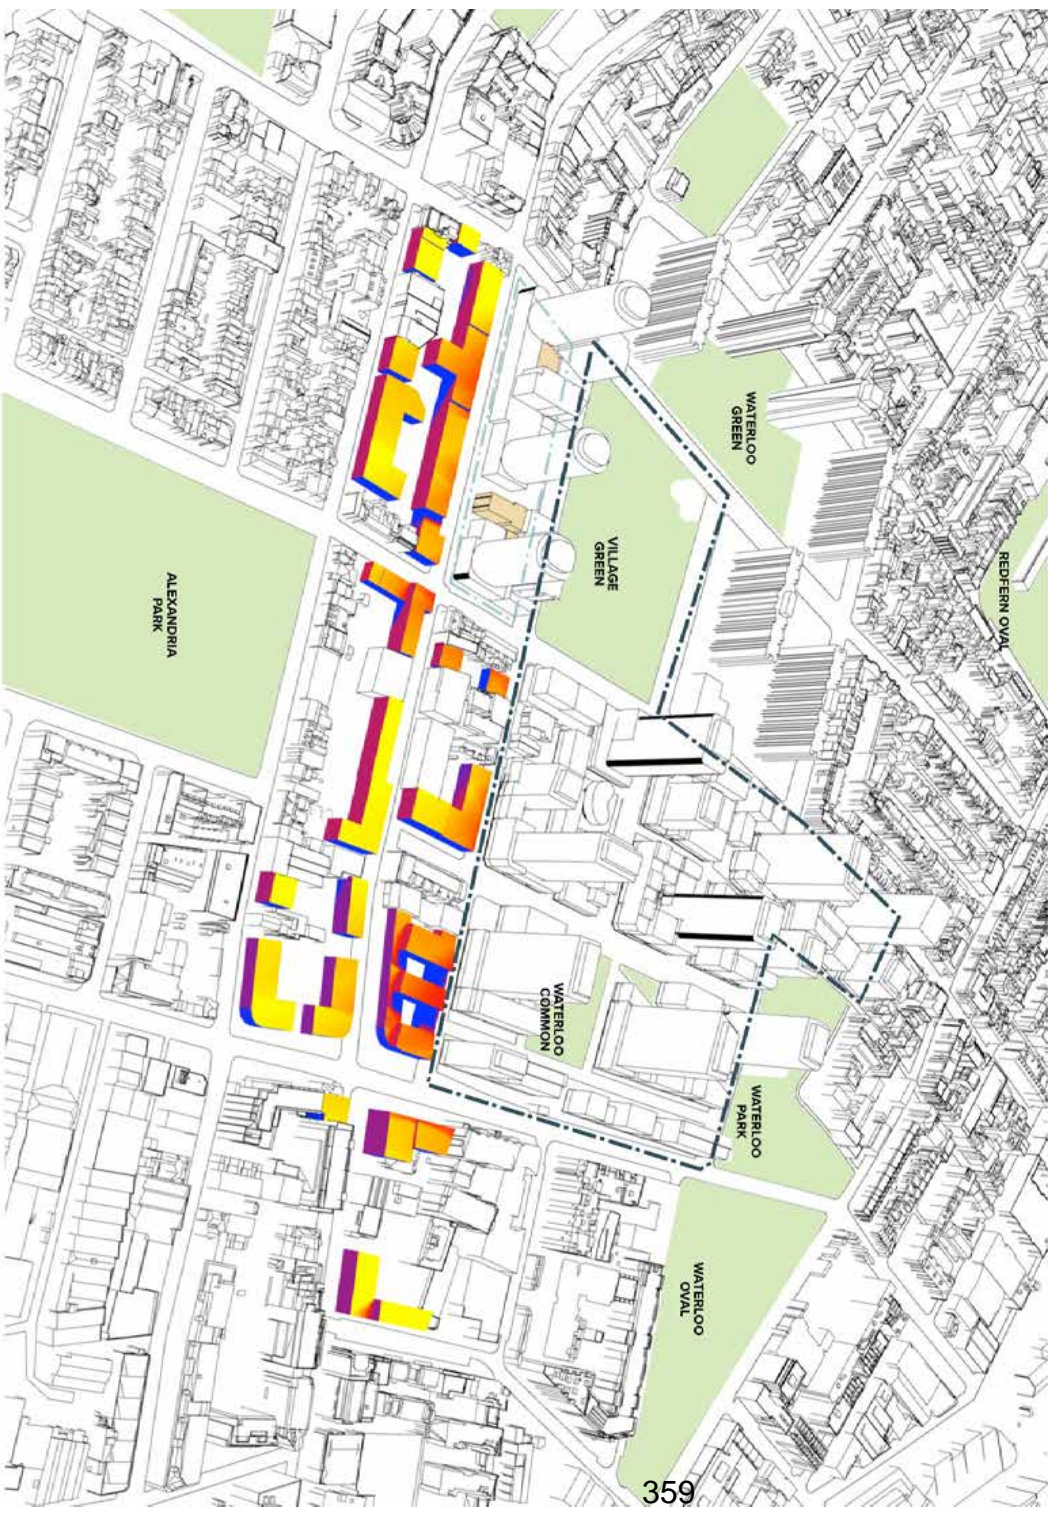 REDFERN OVAL
WATERLOO
GREEN
VILLAGE
GREEN
ALEXANDRIA
PARK
WATERLOO
COMMON
WATERLOO
PARK
WATERLOO
OVAL
359